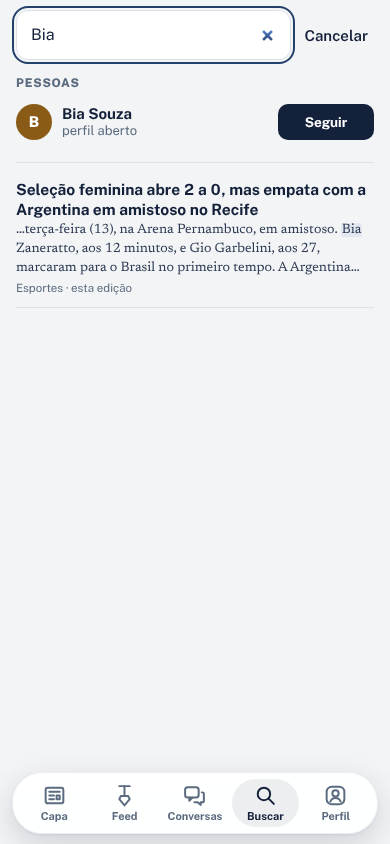 Bia
Cancelar
PESSOAS
B
Bia Souza
perfil aberto
Seguir
Seleção feminina abre 2 a 0, mas empata com a
Argentina em amistoso no Recife
...terça-feira (13), na Arena Pernambuco, em amistoso. Bia
Zaneratto, aos 12 minutos, e Gio Garbelini, aos 27,
marcaram para o Brasil no primeiro tempo. A Argentina...
Esportes · esta edição
Capa
Feed
Conversas
Buscar
Perfil